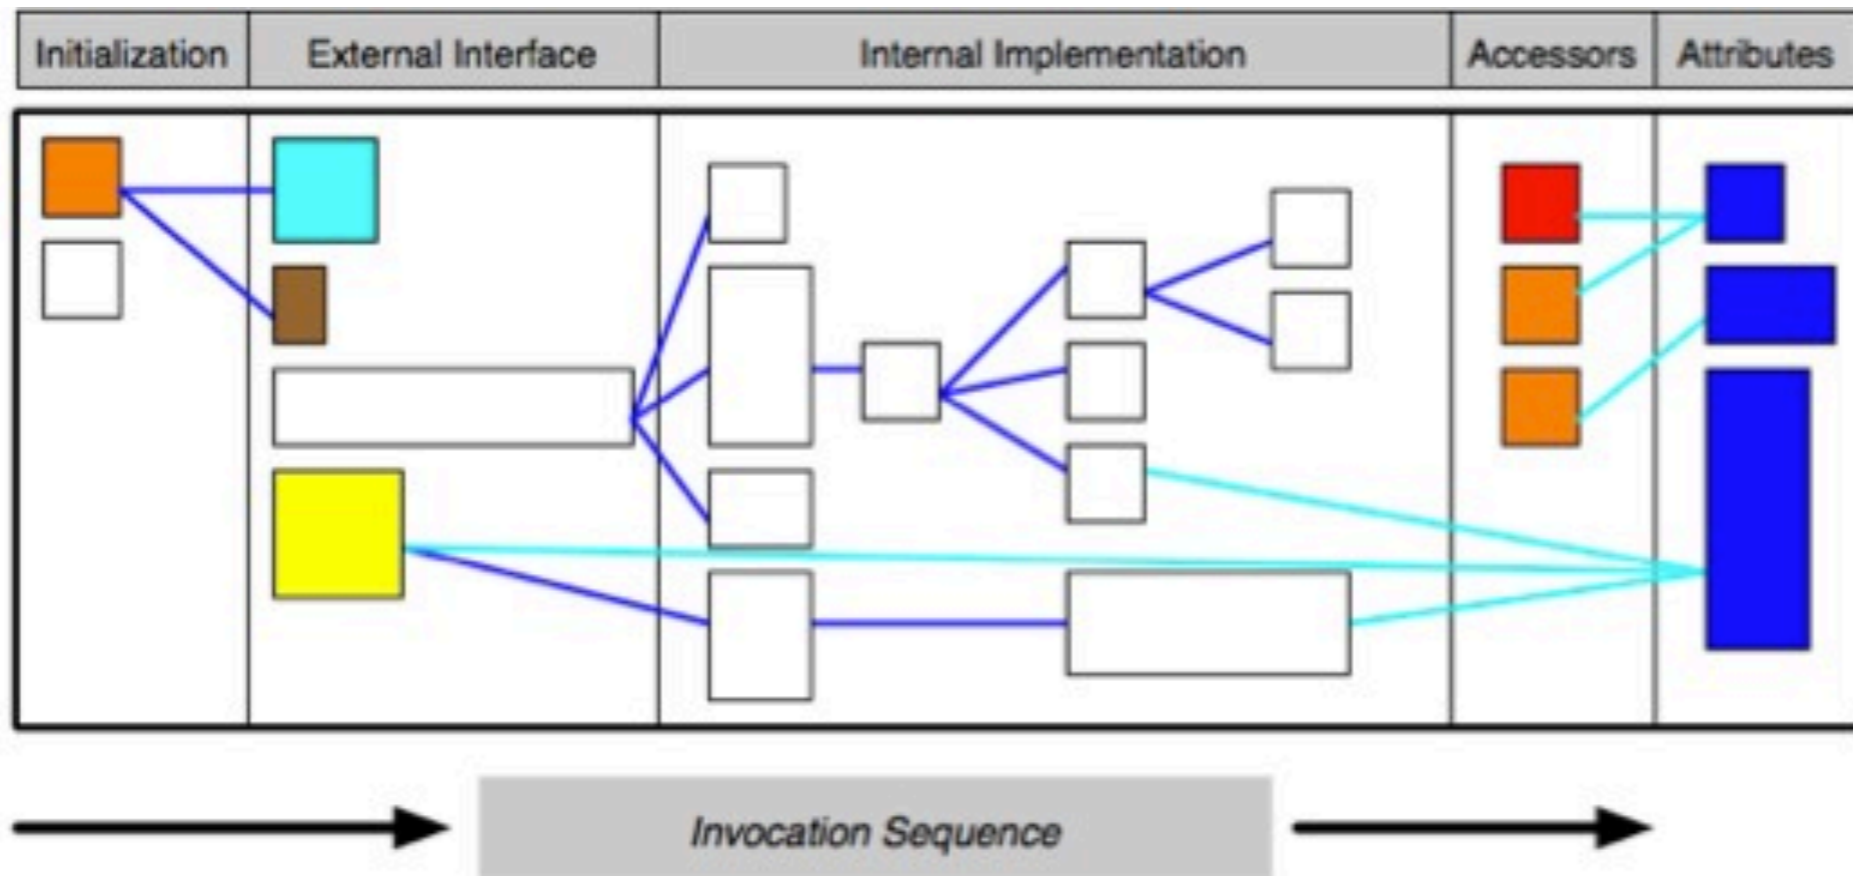 Initialization
External Interface
Internal Implementation
Accessors
Attributes
Invocation Sequence